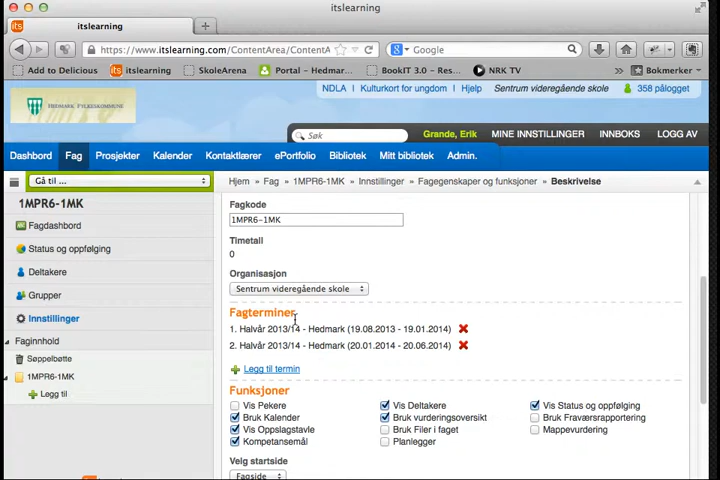 itslearning
itslearning
https://www.itslearning.com/ContentArea/ContentA
Google
Add to Delicious
itslearning
SkoleArena
Portal – Hedmar...
BookIT 3.0 – Res...
NRK TV
Bokmerker
NDLA | Kulturkort for ungdom | Hjelp Sentrum videregående skole 358 pålogget
HEDMARK FYLKESKOMMUNE
Søk
Grande, Erik MINE INNSTILLINGER INNBOKS LOGG AV
Dashbord Fag Prosjekter Kalender Kontaktlærer ePortfolio Bibliotek Mitt bibliotek Admin.
Gå til ...
Hjem » Fag » 1MPR6-1MK » Innstillinger » Fagegenskaper og funksjoner » Beskrivelse
1MPR6-1MK
Fagdashbord
Status og oppfølging
Deltakere
Grupper
Innstillinger
Faginnhold
Søppelbøtte
1MPR6-1MK
Legg til
Fagkode
1MPR6-1MK
Timetall
0
Organisasjon
Sentrum videregående skole
Fagterminer
1. Halvår 2013/14 - Hedmark (19.08.2013 - 19.01.2014)
2. Halvår 2013/14 - Hedmark (20.01.2014 - 20.06.2014)
Legg til termin
Funksjoner
Vis Pekere Vis Deltakere Vis Status og oppfølging
Bruk Kalender Bruk vurderingsoversikt Bruk Fraværsrapportering
Vis Oppslagstavle Bruk Filer i faget Mappevurdering
Kompetansemål Planlegger
Velg startside
Fagside